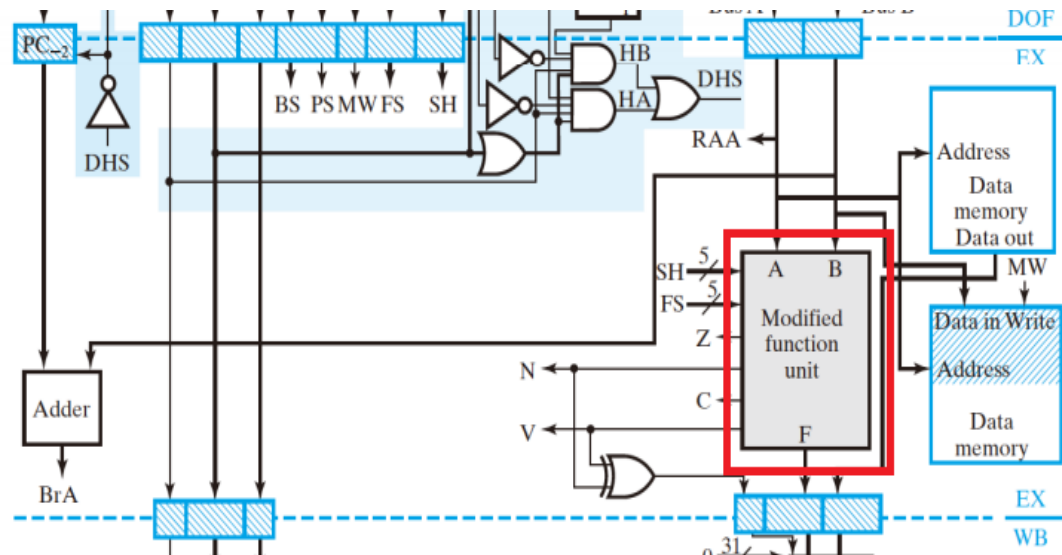 DOF
EX
PC₋₂
HB
DHS
BS PS MW FS SH
HA
RAA
DHS
Address
Data
memory
Data out
MW
SH 5
A B
FS 5
Data in Write
Modified
function
unit
Z
N
Address
Adder
C
V
F
Data
memory
BrA
EX
WB
31